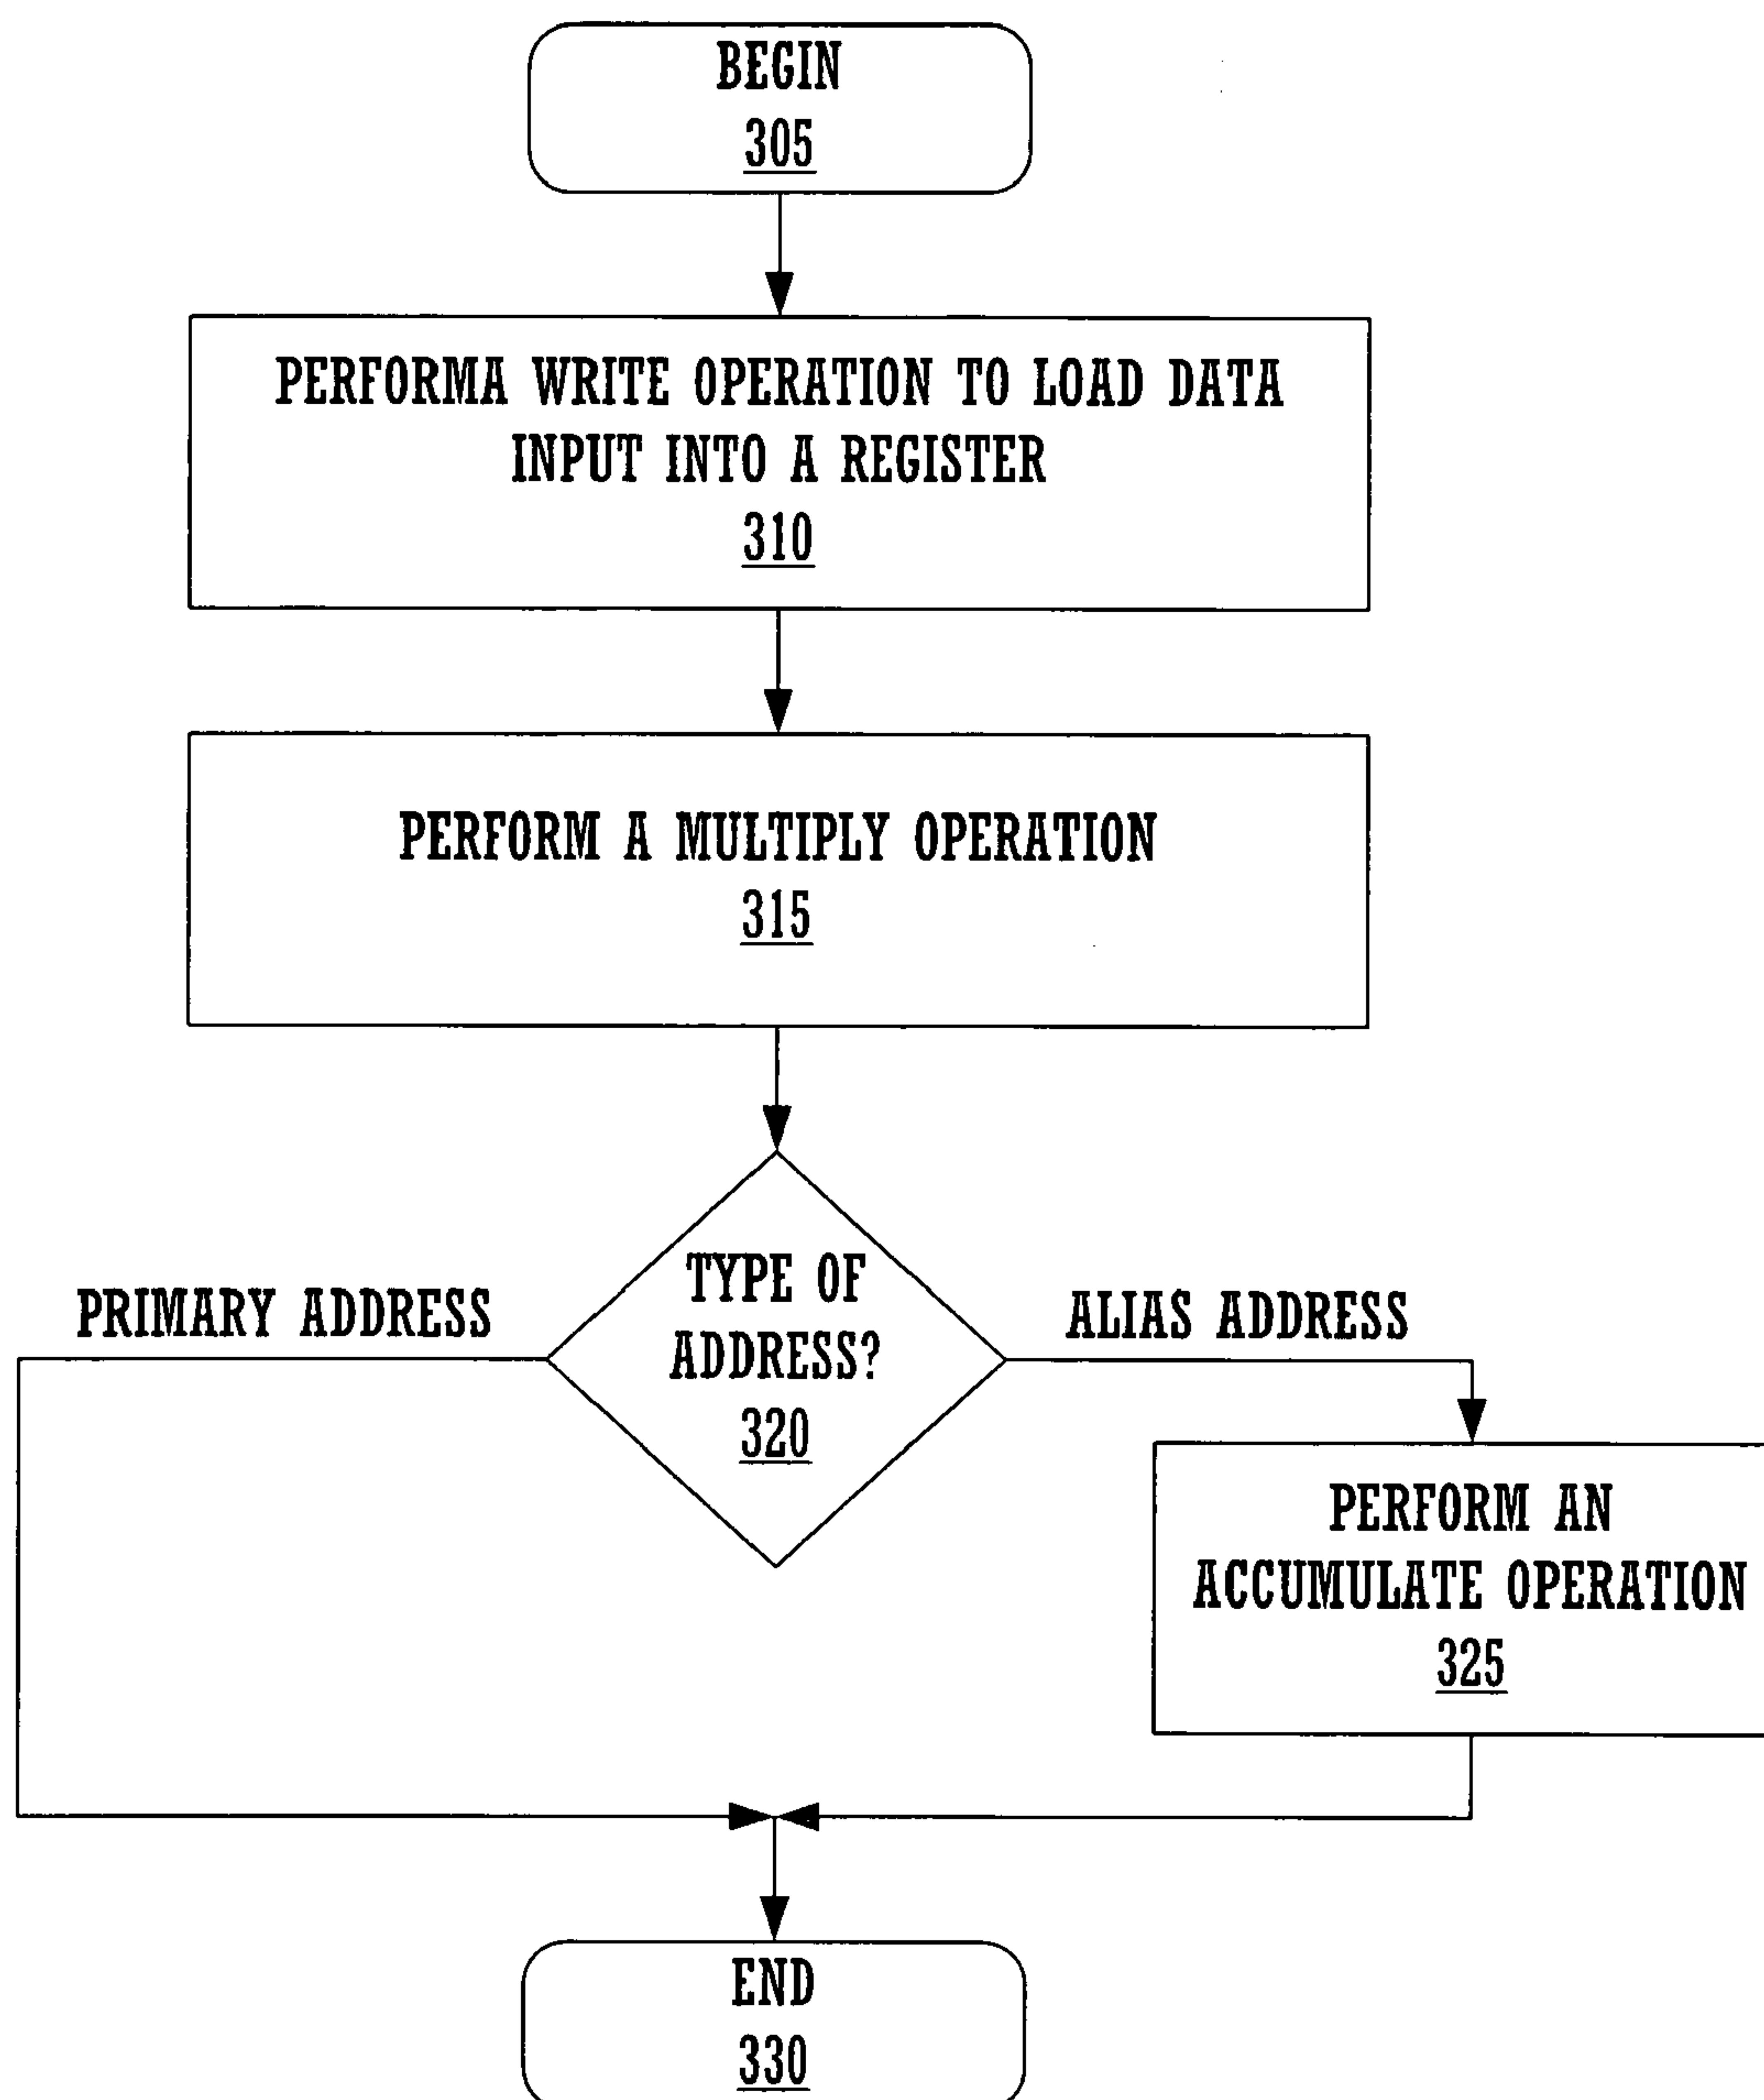 BEGIN
305
PERFORMA WRITE OPERATION TO LOAD DATA
INPUT INTO A REGISTER
310
PERFORM A MULTIPLY OPERATION
315
TYPE OF
ADDRESS?
320
PRIMARY ADDRESS
ALIAS ADDRESS
PERFORM AN
ACCUMULATE OPERATION
325
END
330